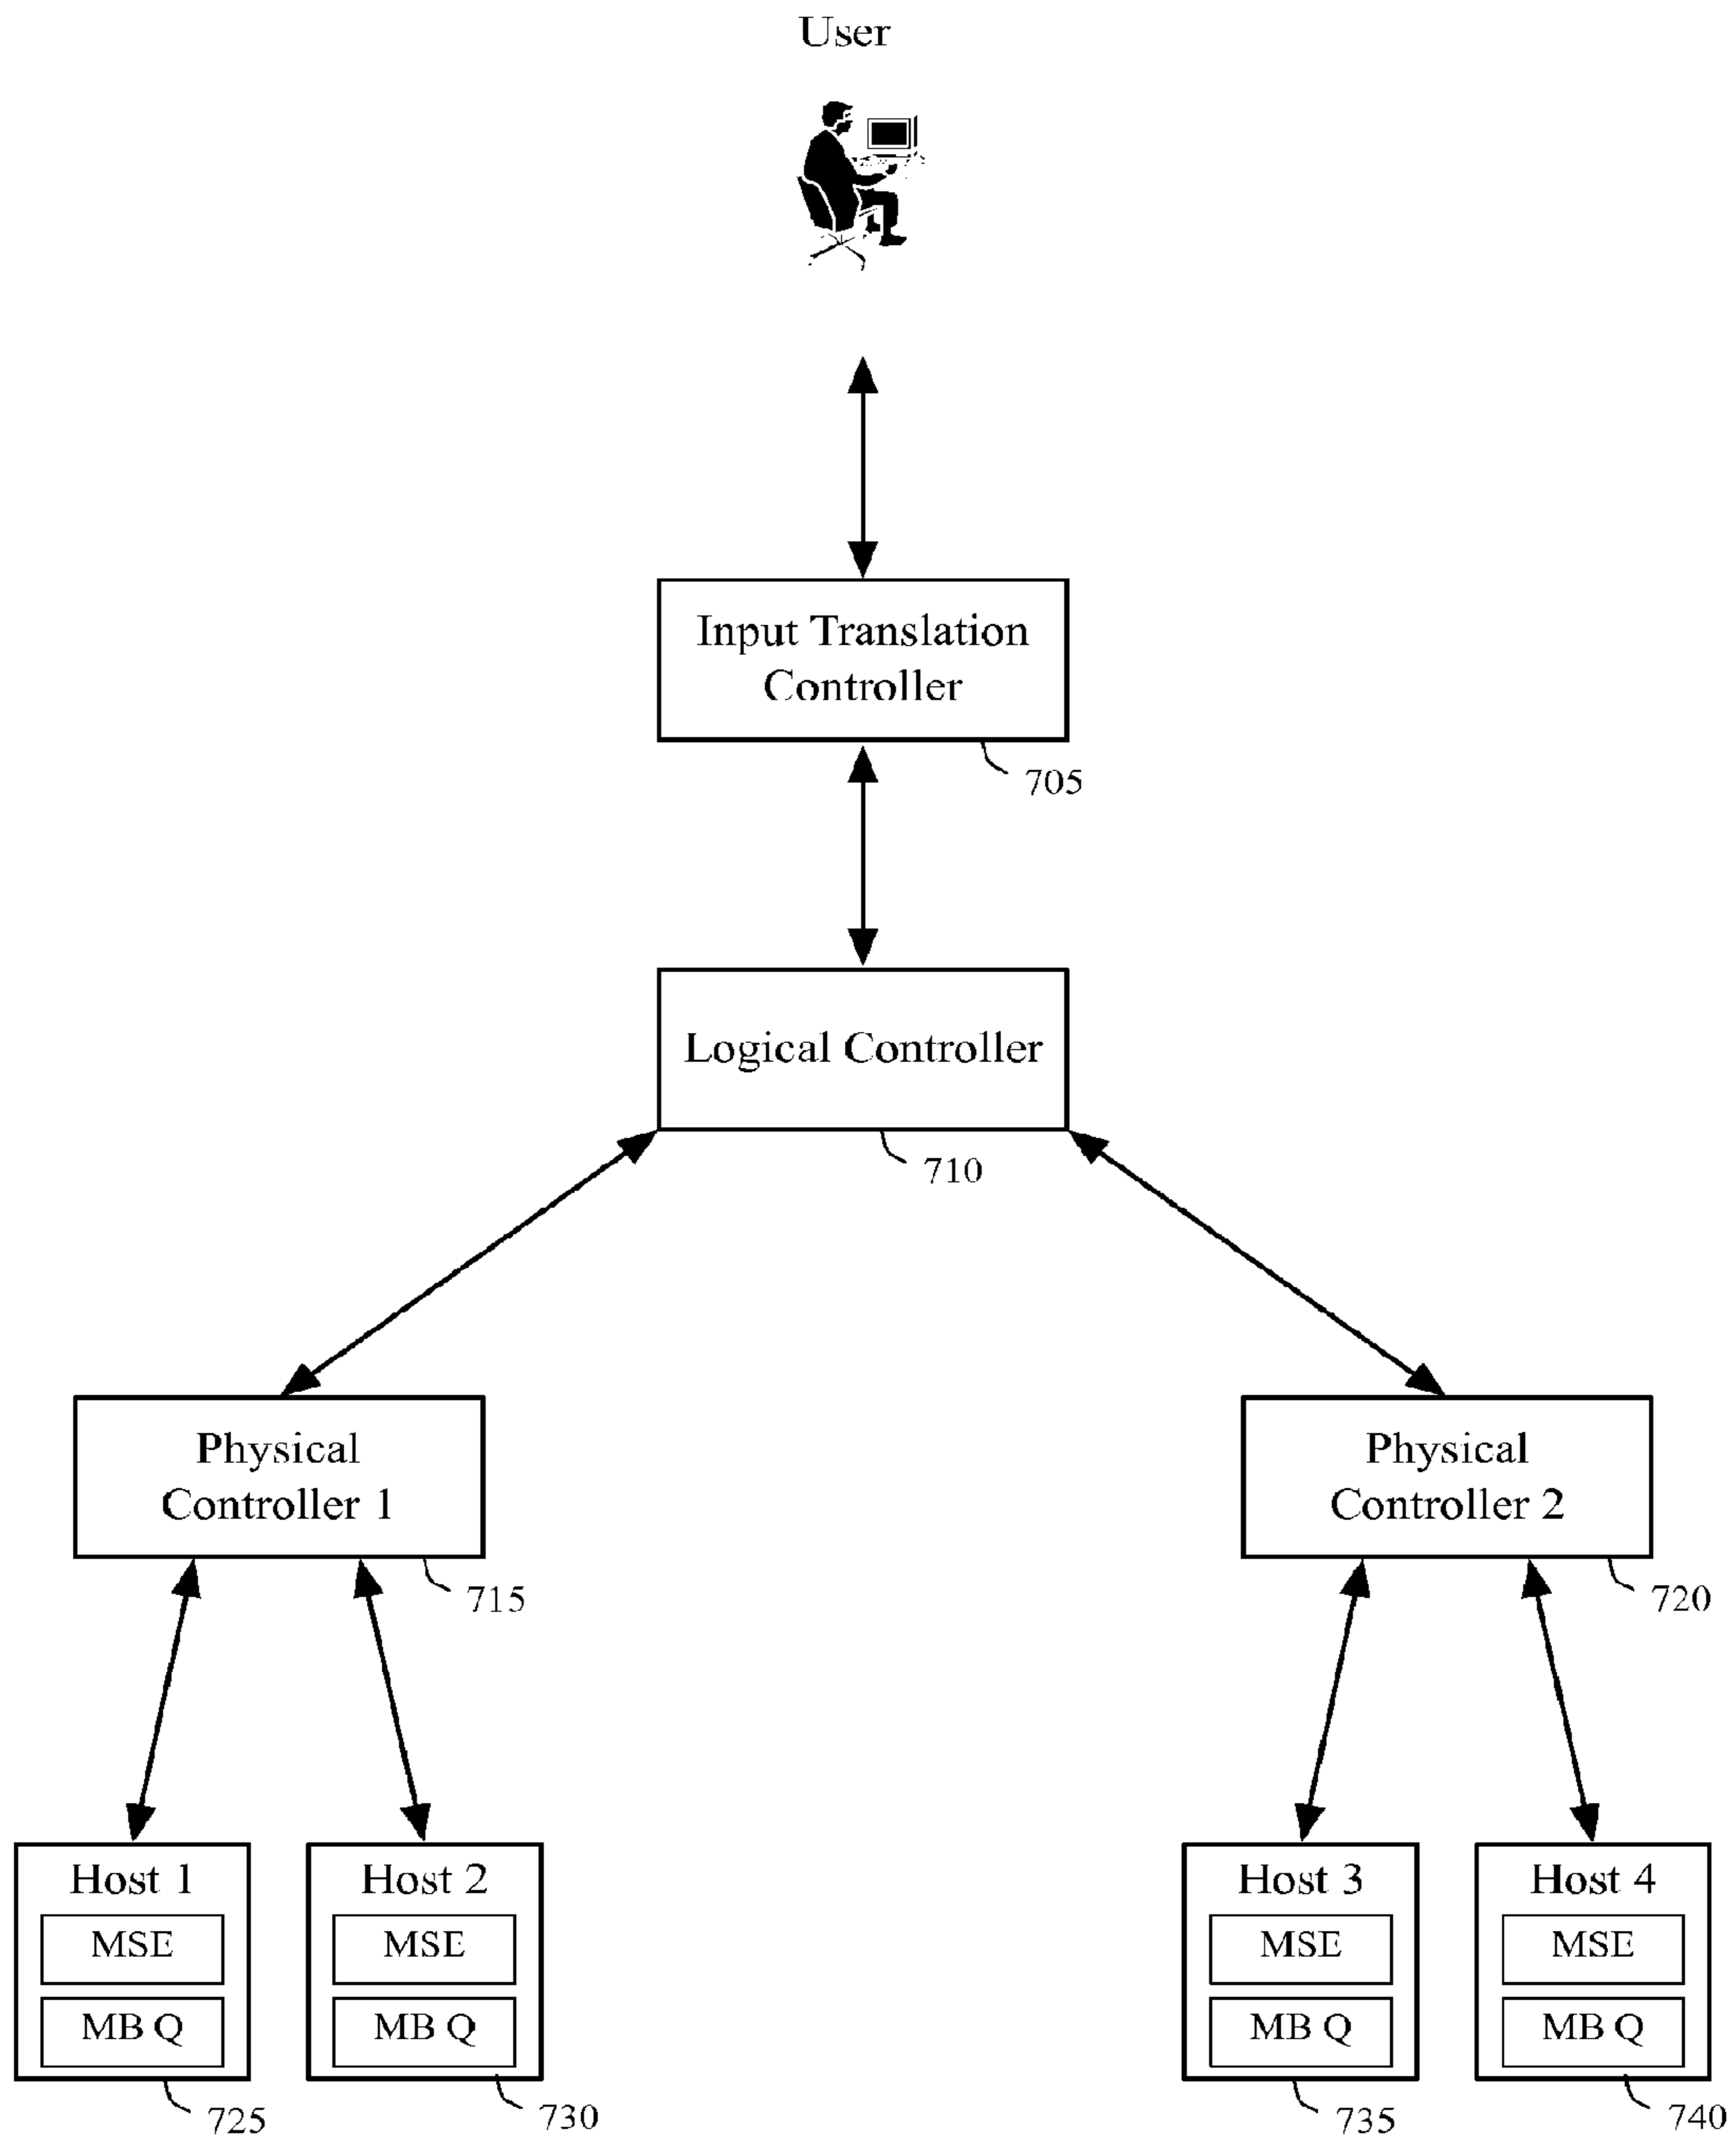 User
Input Translation
Controller
705
Logical Controller
710
Physical
Controller 1
715
Physical
Controller 2
720
Host 1
MSE
MB Q
725
Host 2
MSE
MB Q
730
Host 3
MSE
MB Q
735
Host 4
MSE
MB Q
740